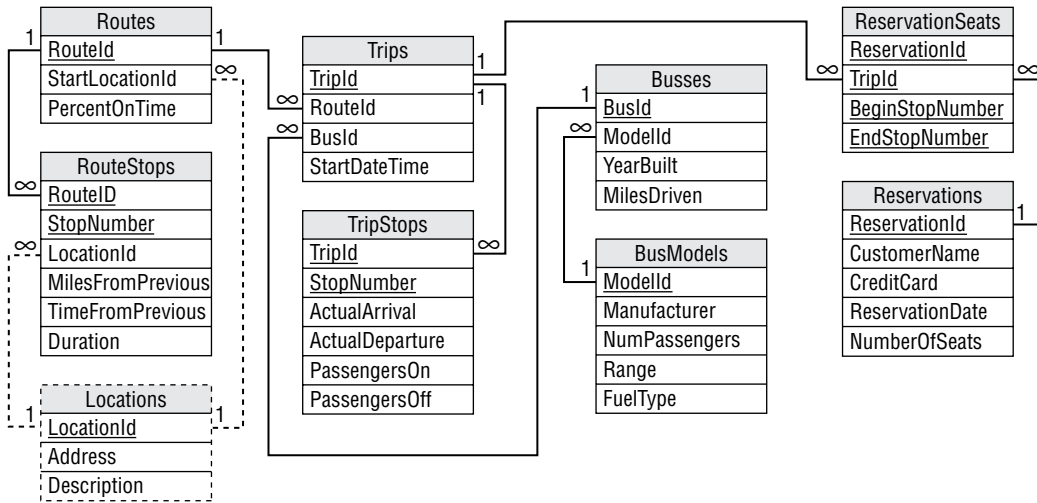 Routes
1
RouteId
1
StartLocationId
∞
PercentOnTime
RouteStops
∞
RouteID
StopNumber
∞
LocationId
MilesFromPrevious
TimeFromPrevious
Duration
Locations
1
LocationId
1
Address
Description
Trips
TripId
1
1
∞
RouteId
∞
BusId
StartDateTime
TripStops
TripId
∞
StopNumber
ActualArrival
ActualDeparture
PassengersOn
PassengersOff
Busses
1
BusId
∞
ModelId
YearBuilt
MilesDriven
BusModels
1
ModelId
Manufacturer
NumPassengers
Range
FuelType
ReservationSeats
ReservationId
∞
TripId
∞
BeginStopNumber
EndStopNumber
Reservations
ReservationId
1
CustomerName
CreditCard
ReservationDate
NumberOfSeats